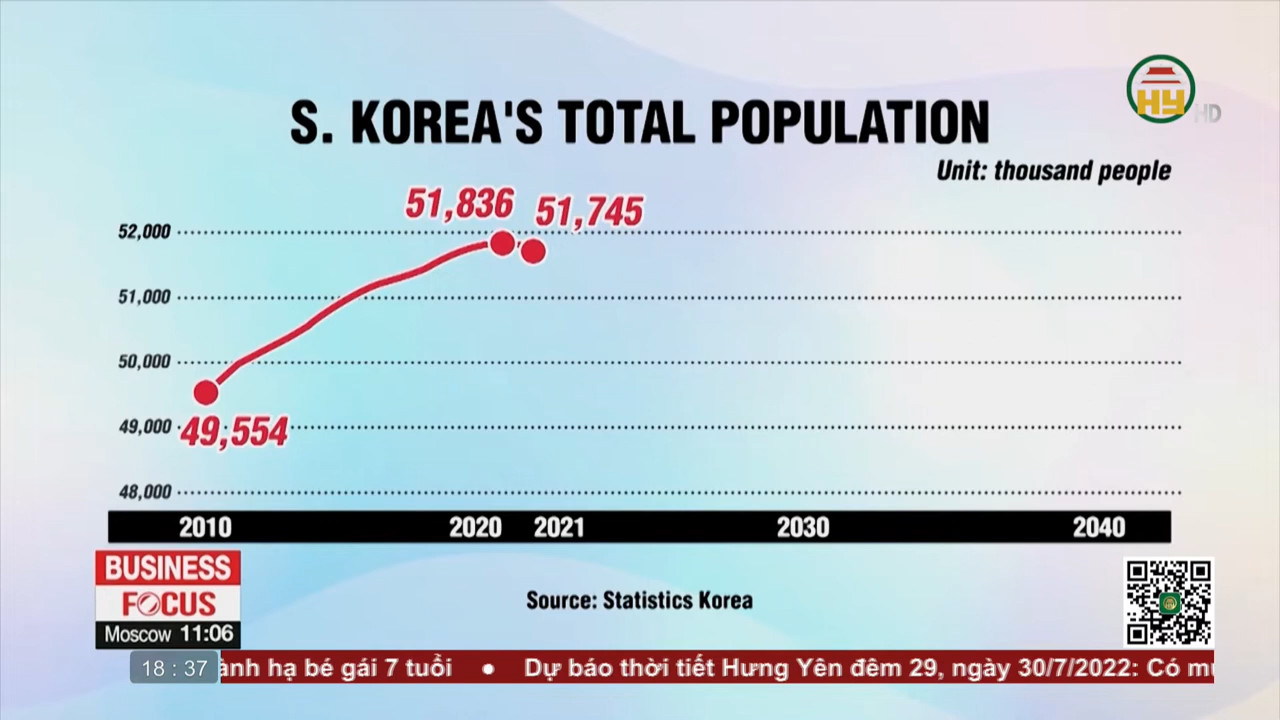 HY HD
S. KOREA'S TOTAL POPULATION
Unit: thousand people
51,836
51,745
52,000
51,000
50,000
49,000
49,554
48,000
2010 2020 2021 2030 2040
BUSINESS
FOCUS
Moscow 11:06
Source: Statistics Korea
18 : 37 ành hạ bé gái 7 tuổi ● Dự báo thời tiết Hưng Yên đêm 29, ngày 30/7/2022: Có mư